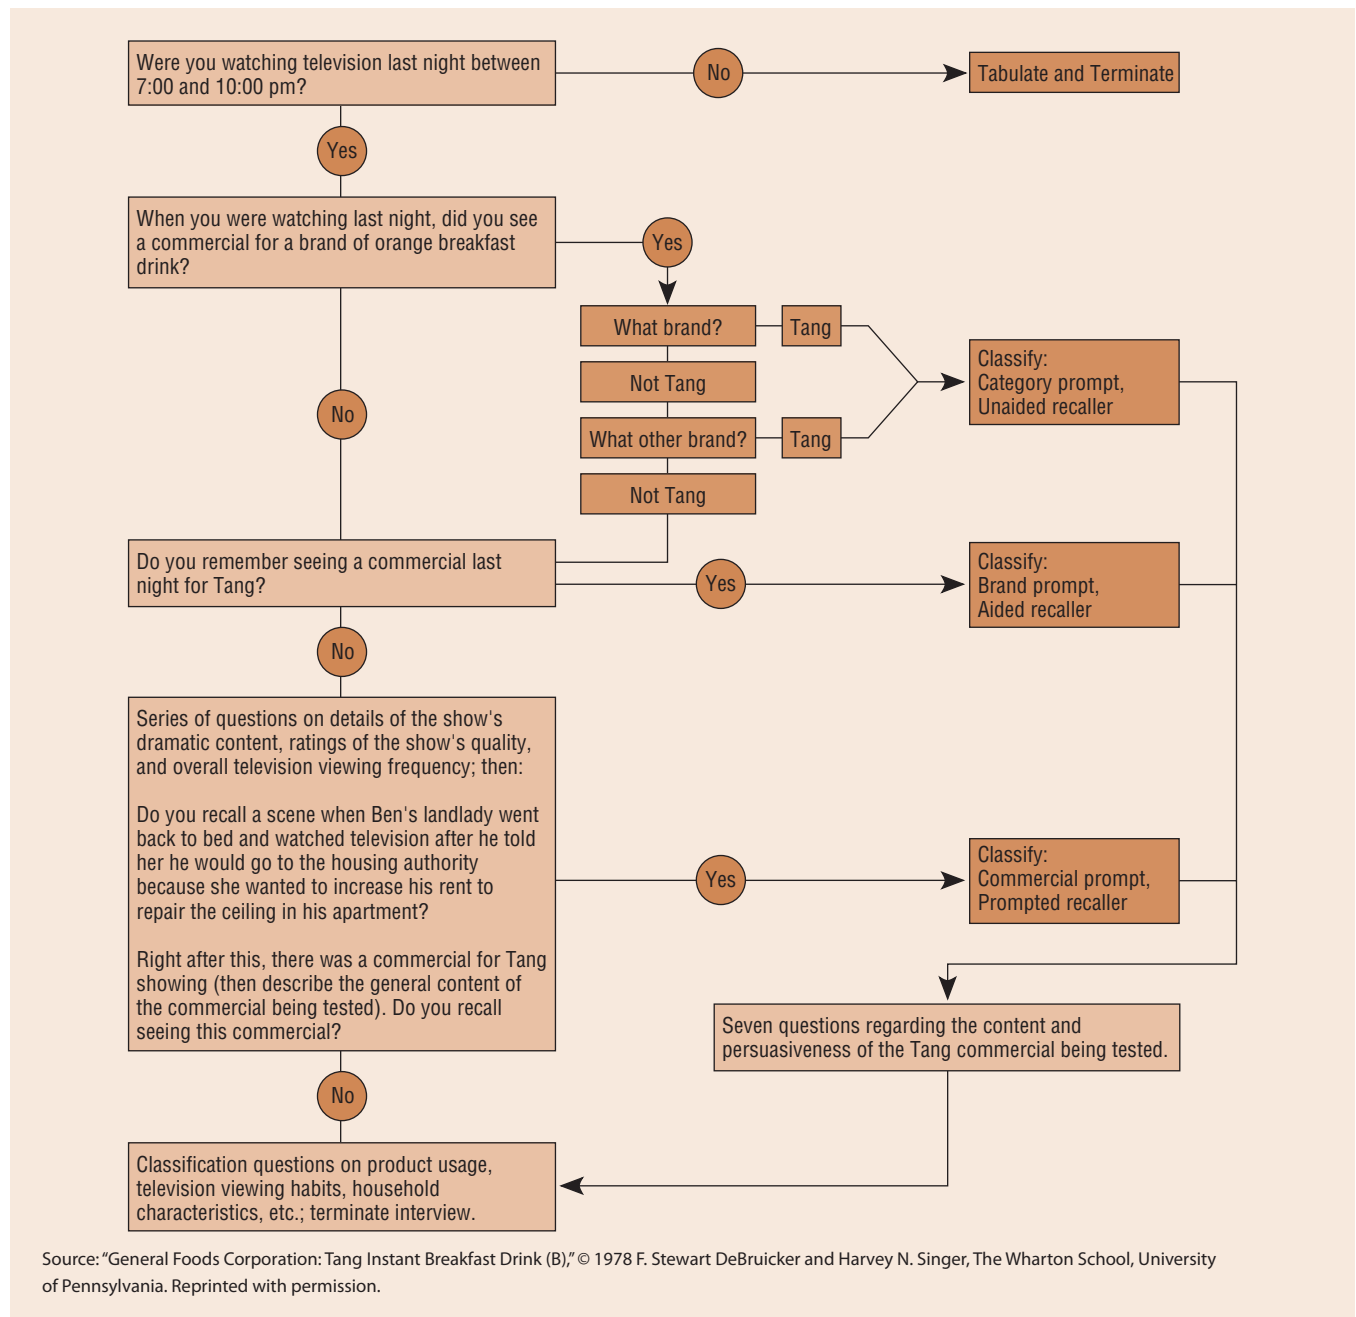 Were you watching television last night between
7:00 and 10:00 pm?
No
Tabulate and Terminate
Yes
When you were watching last night, did you see
a commercial for a brand of orange breakfast
drink?
Yes
What brand?
Tang
Not Tang
What other brand?
Tang
Not Tang
Classify:
Category prompt,
Unaided recaller
No
Do you remember seeing a commercial last
night for Tang?
Yes
Classify:
Brand prompt,
Aided recaller
No
Series of questions on details of the show's
dramatic content, ratings of the show's quality,
and overall television viewing frequency; then:
Do you recall a scene when Ben's landlady went
back to bed and watched television after he told
her he would go to the housing authority
because she wanted to increase his rent to
repair the ceiling in his apartment?
Right after this, there was a commercial for Tang
showing (then describe the general content of
the commercial being tested). Do you recall
seeing this commercial?
Yes
Classify:
Commercial prompt,
Prompted recaller
Seven questions regarding the content and
persuasiveness of the Tang commercial being tested.
No
Classification questions on product usage,
television viewing habits, household
characteristics, etc.; terminate interview.
Source: “General Foods Corporation: Tang Instant Breakfast Drink (B),” © 1978 F. Stewart DeBruicker and Harvey N. Singer, The Wharton School, University
of Pennsylvania. Reprinted with permission.